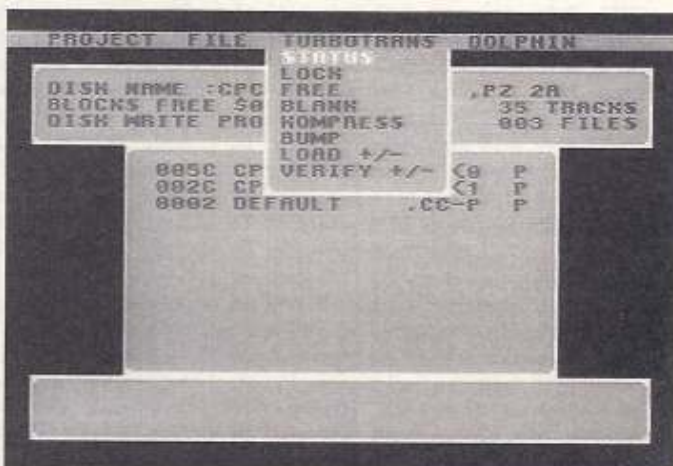 PROJECT FILE TURBOTRANS DOLPHIN
STATUS
LOCK
FREE
BLANK
KOMPRESS
BUMP
LOAD +/-
VERIFY +/-
DISK NAME :CPC ,PZ 2A
BLOCKS FREE $0 35 TRACKS
DISK WRITE PRO 003 FILES
005C CP <0 P
002C CP <1 P
0002 DEFAULT .CC-P P